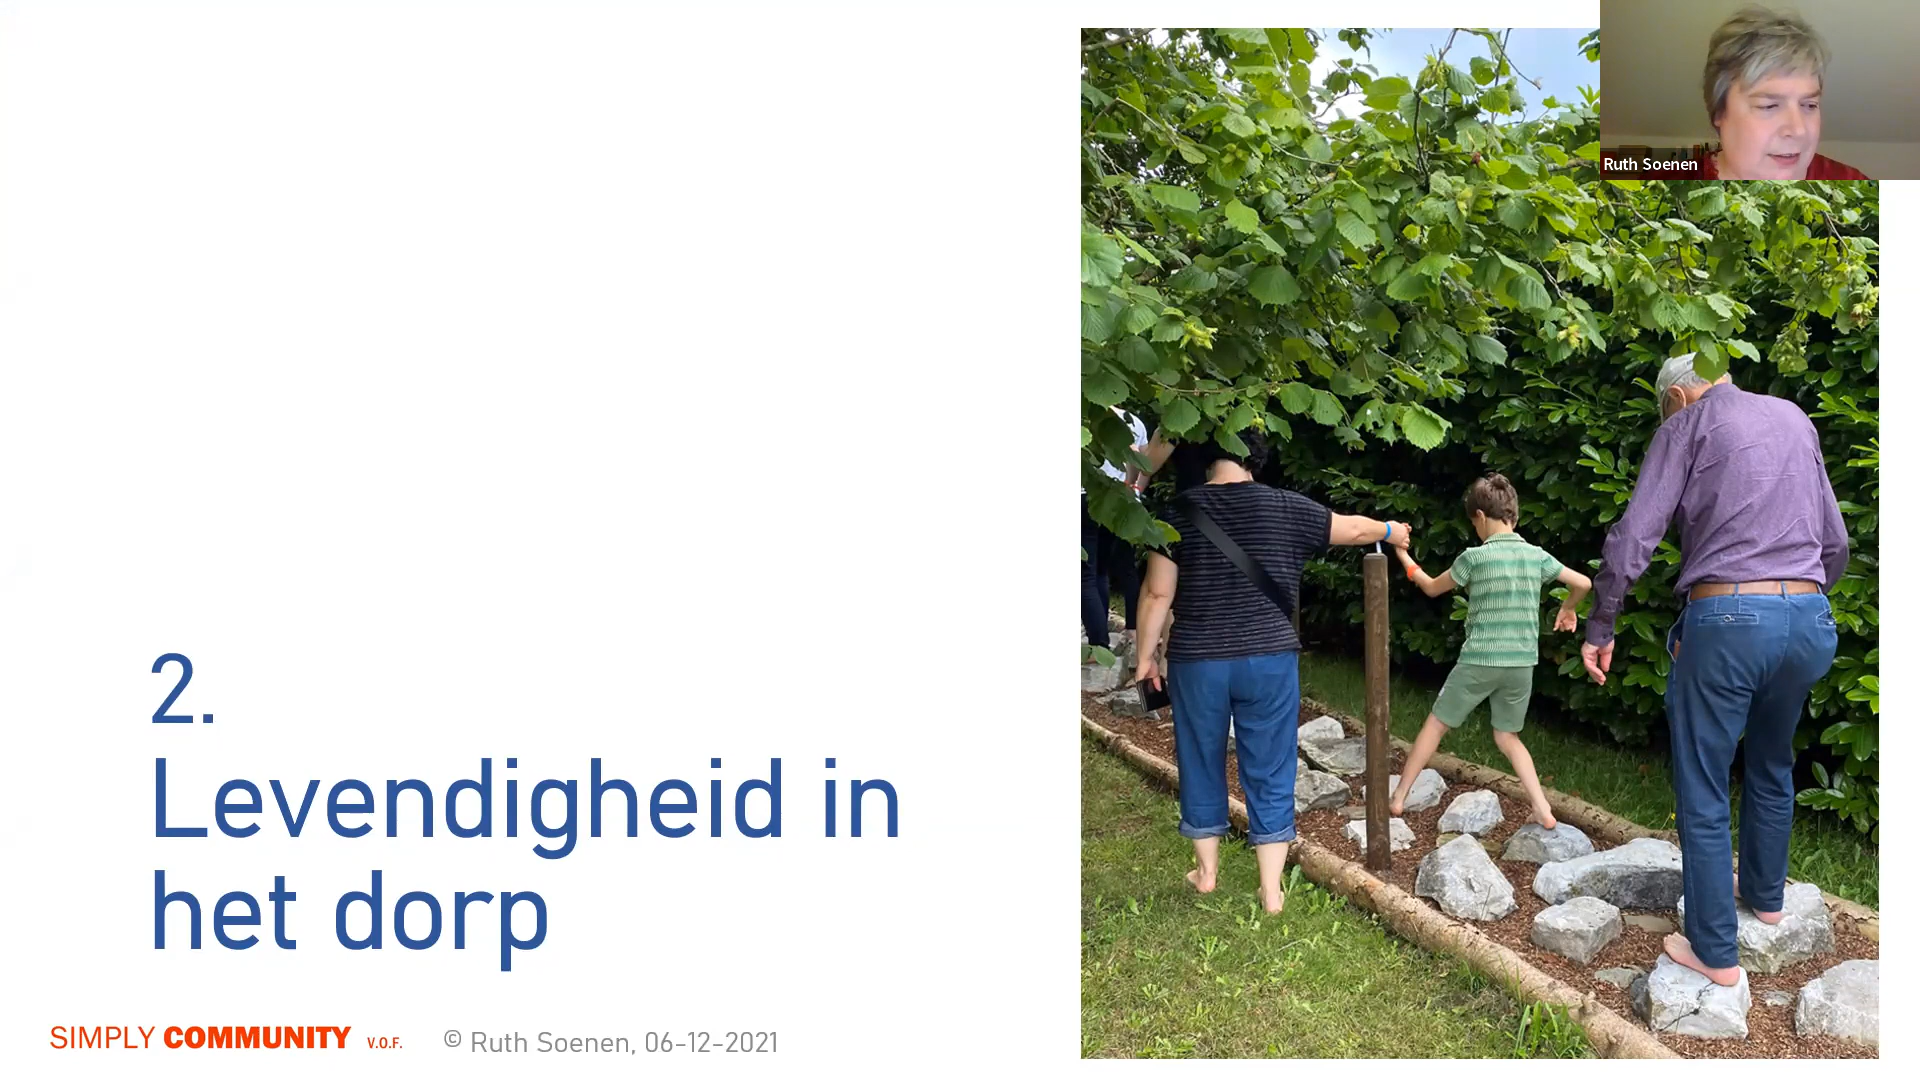 Ruth Soenen
2.
Levendigheid in
het dorp
SIMPLY COMMUNITY V.O.F.
© Ruth Soenen, 06-12-2021